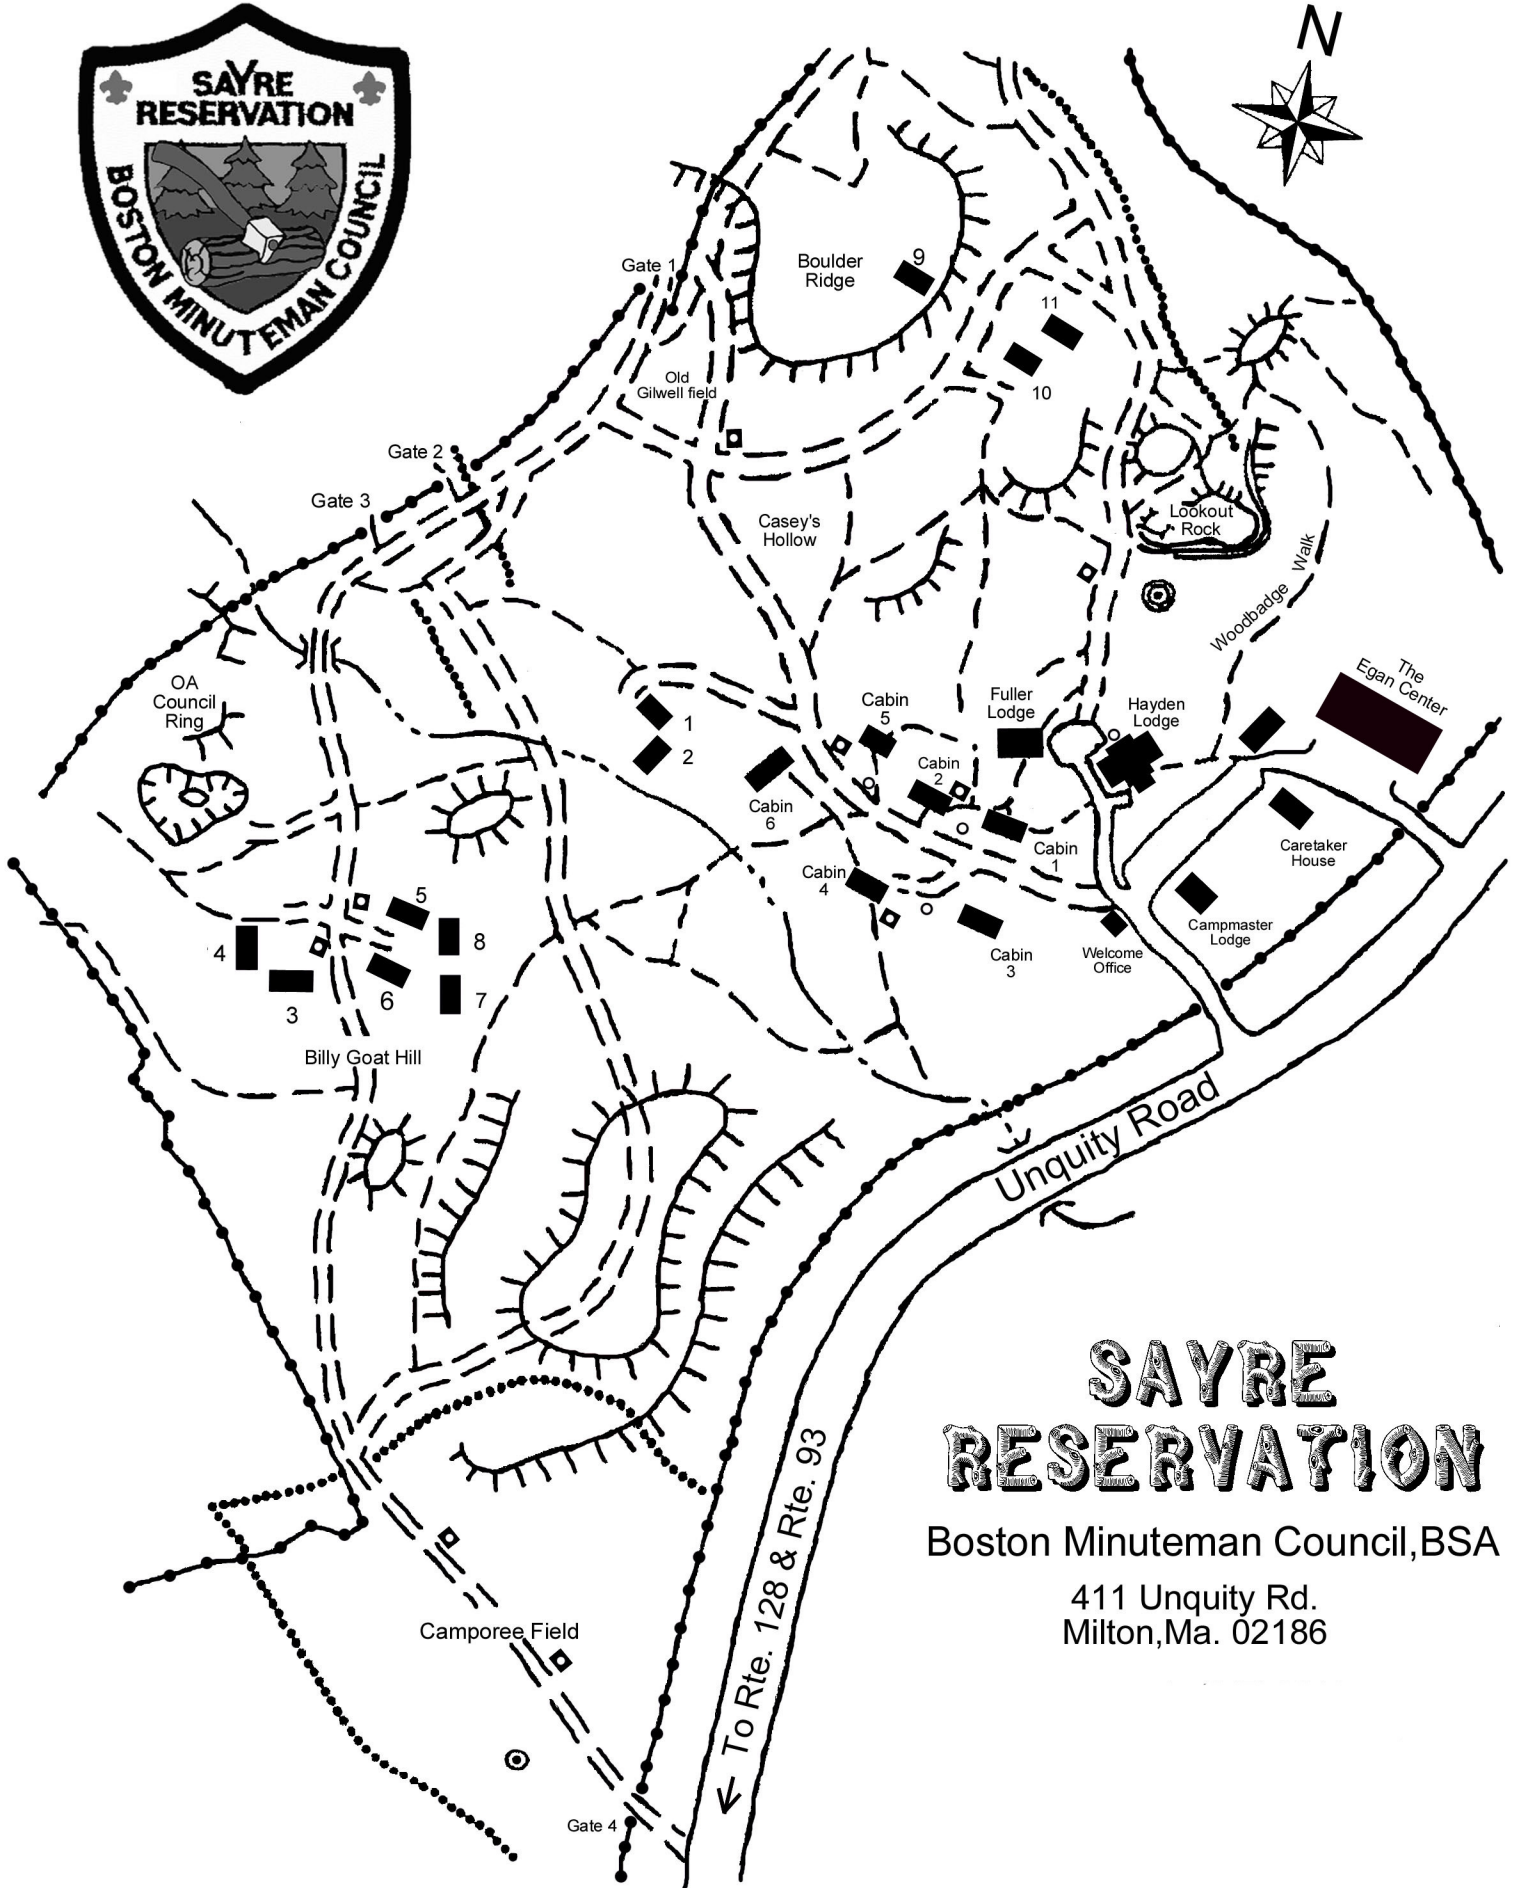 N
SAYRE
RESERVATION
BOSTON MINUTEMAN COUNCIL
Gate 1
Boulder
Ridge
9
11
10
Old
Gilwell field
Gate 2
Gate 3
Casey's
Hollow
Lookout
Rock
Woodbadge Walk
OA
Council
Ring
The
Egan Center
1
2
Cabin
5
Fuller
Lodge
Hayden
Lodge
Cabin
2
Cabin
6
Cabin
1
Caretaker
House
Cabin
4
Campmaster
Lodge
Cabin
3
Welcome
Office
5
8
4
3
6
7
Billy Goat Hill
Unquity Road
To Rte. 128 & Rte. 93
Camporee Field
Gate 4
SAYRE
RESERVATION
Boston Minuteman Council,BSA
411 Unquity Rd.
Milton,Ma. 02186